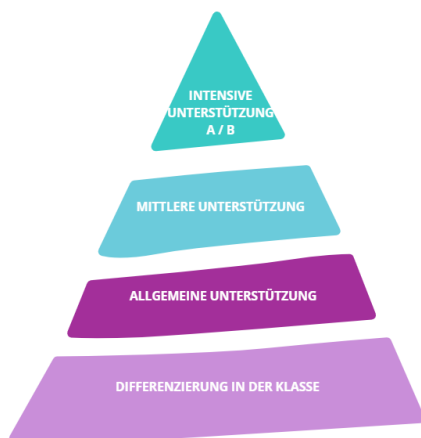 INTENSIVE
UNTERSTÜTZUNG
A / B
MITTLERE UNTERSTÜTZUNG
ALLGEMEINE UNTERSTÜTZUNG
DIFFERENZIERUNG IN DER KLASSE